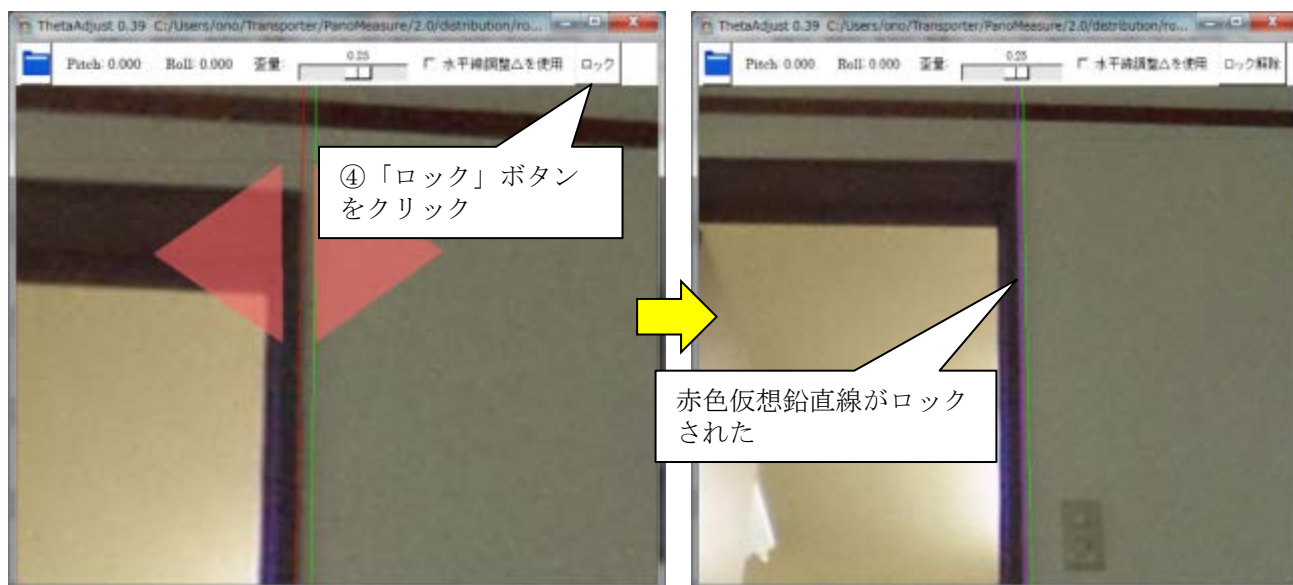 ThetaAdjust 0.39 C:/Users/ono/Transporter/PanoMeasure/2.0/distribution/ro...
Pitch: 0.000 Roll: 0.000 歪量: 0.25 水平線調整△を使用 ロック
④「ロック」ボタン
をクリック
ThetaAdjust 0.39 C:/Users/ono/Transporter/PanoMeasure/2.0/distribution/ro...
Pitch: 0.000 Roll: 0.000 歪量: 0.25 水平線調整△を使用 ロック解除
赤色仮想鉛直線がロック
された